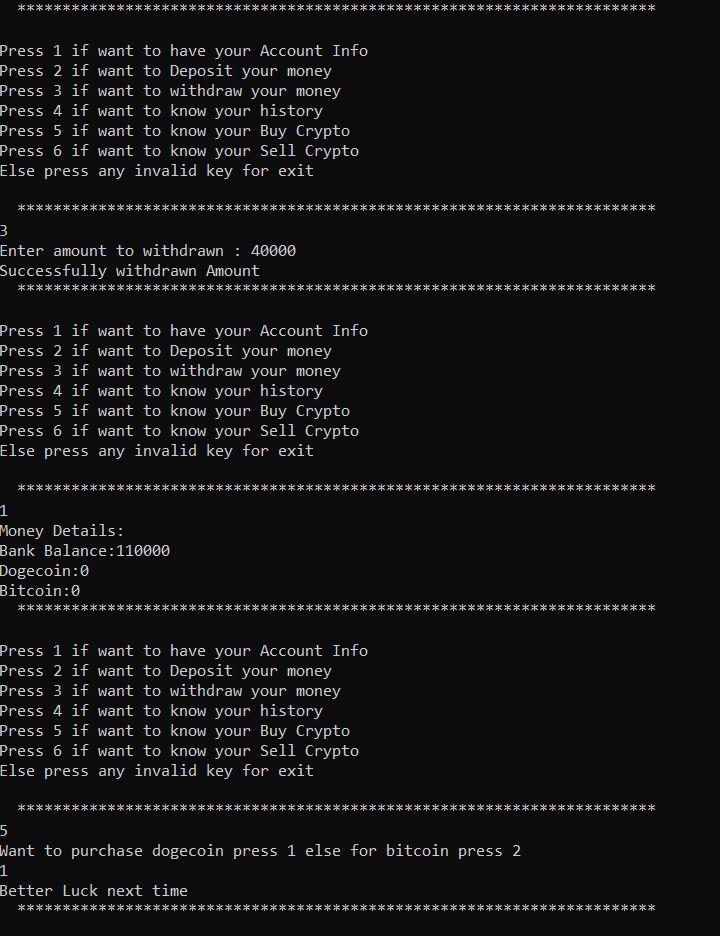 ***********************************************************************
Press 1 if want to have your Account Info
Press 2 if want to Deposit your money
Press 3 if want to withdraw your money
Press 4 if want to know your history
Press 5 if want to know your Buy Crypto
Press 6 if want to know your Sell Crypto
Else press any invalid key for exit
***********************************************************************
3
Enter amount to withdrawn : 40000
Successfully withdrawn Amount
***********************************************************************
Press 1 if want to have your Account Info
Press 2 if want to Deposit your money
Press 3 if want to withdraw your money
Press 4 if want to know your history
Press 5 if want to know your Buy Crypto
Press 6 if want to know your Sell Crypto
Else press any invalid key for exit
***********************************************************************
1
Money Details:
Bank Balance:110000
Dogecoin:0
Bitcoin:0
***********************************************************************
Press 1 if want to have your Account Info
Press 2 if want to Deposit your money
Press 3 if want to withdraw your money
Press 4 if want to know your history
Press 5 if want to know your Buy Crypto
Press 6 if want to know your Sell Crypto
Else press any invalid key for exit
***********************************************************************
5
Want to purchase dogecoin press 1 else for bitcoin press 2
1
Better Luck next time
***********************************************************************